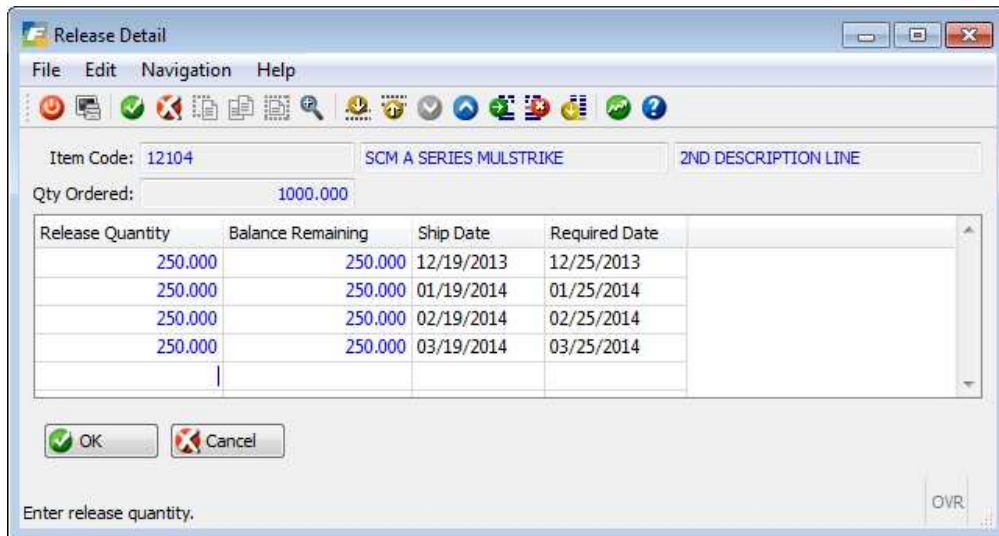 Release Detail
File Edit Navigation Help
Item Code: 12104 SCM A SERIES MULSTRIKE 2ND DESCRIPTION LINE
Qty Ordered: 1000.000
Release Quantity Balance Remaining Ship Date Required Date
250.000 250.000 12/19/2013 12/25/2013
250.000 250.000 01/19/2014 01/25/2014
250.000 250.000 02/19/2014 02/25/2014
250.000 250.000 03/19/2014 03/25/2014
OK Cancel
Enter release quantity. OVR